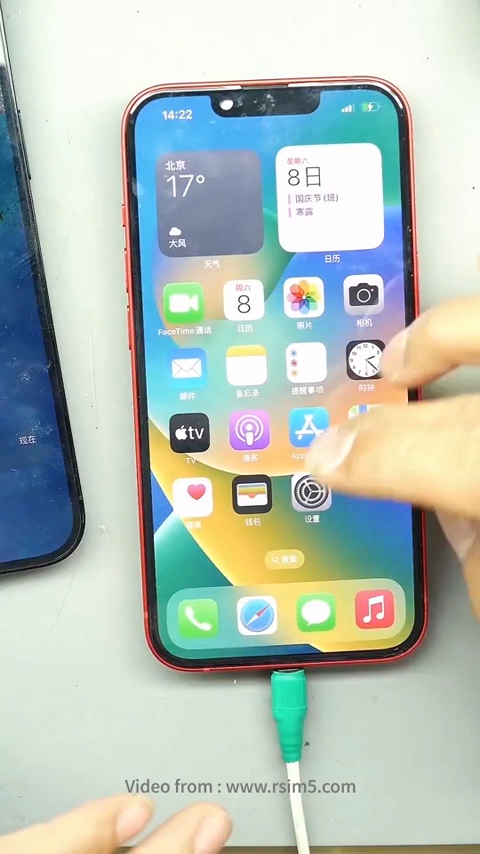 14:22
北京
17°
大风
天气
星期六
8日
国庆节 (班)
寒露
日历
FaceTime通话
周六
8
日历
照片
相机
邮件
备忘录
提醒事项
时钟
tv
TV
播客
App
健康
钱包
设置
搜索
现在
Video from : www.rsim5.com